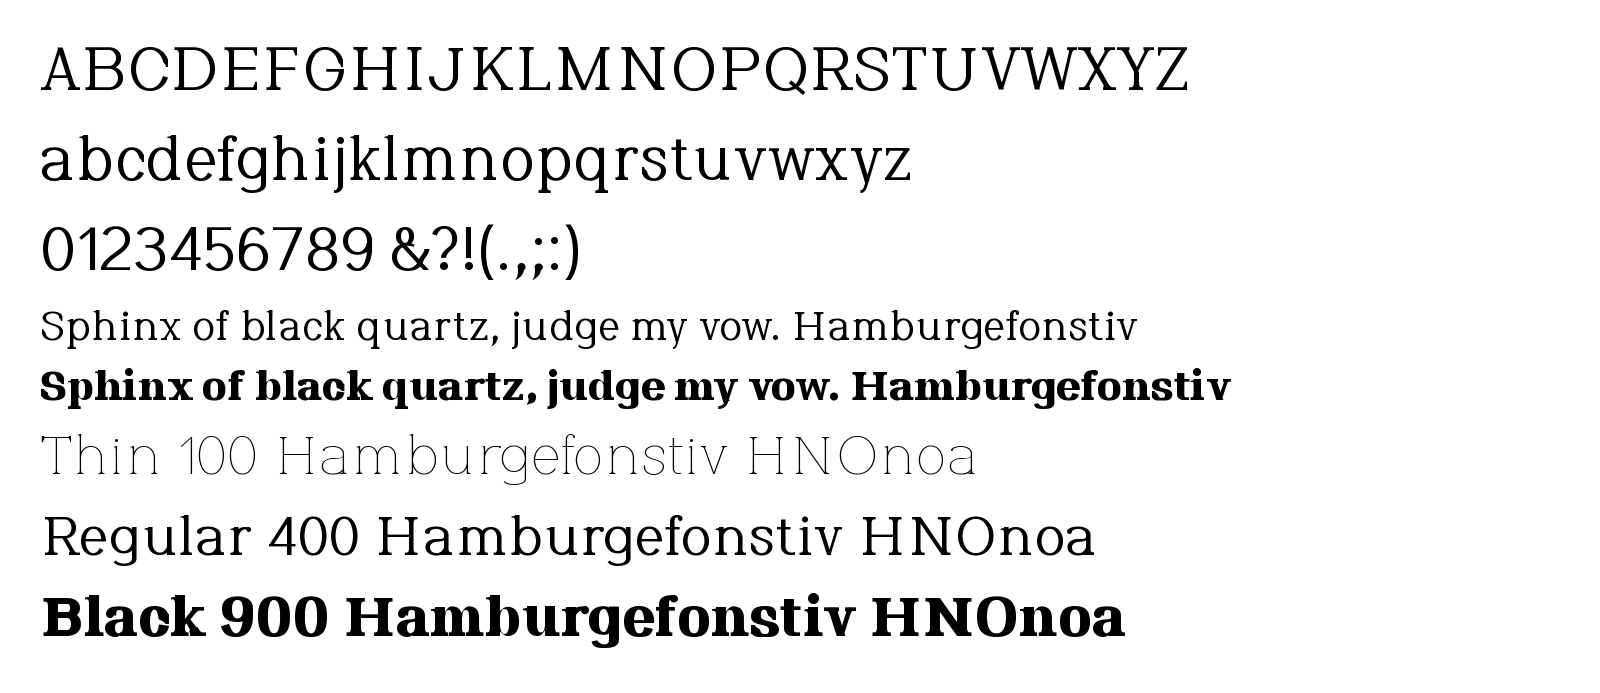 ABCDEFGHIJKLMNOPQRSTUVWXYZ
abcdefghijklmnopqrstuvwxyz
0123456789 &?!(.,;:)
Sphinx of black quartz, judge my vow. Hamburgefonstiv
Sphinx of black quartz, judge my vow. Hamburgefonstiv
Thin 100 Hamburgefonstiv HNOnoa
Regular 400 Hamburgefonstiv HNOnoa
Black 900 Hamburgefonstiv HNOnoa